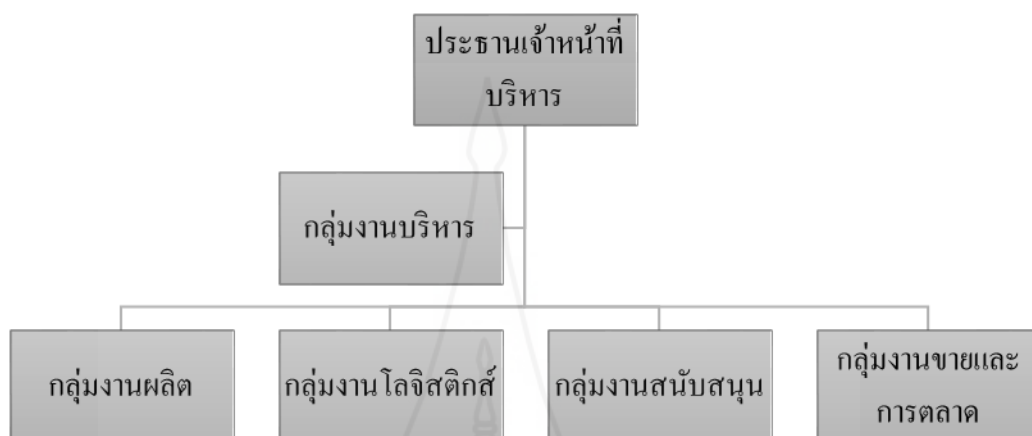 ประธานเจ้าหน้าที่
บริหาร
กลุ่มงานบริหาร
กลุ่มงานผลิต
กลุ่มงานโลจิสติกส์
กลุ่มงานสนับสนุน
กลุ่มงานขายและ
การตลาด